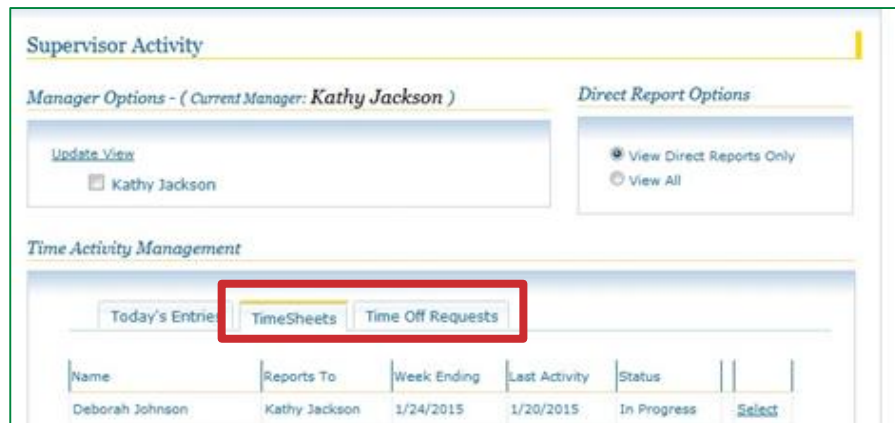 Supervisor Activity
Manager Options - ( Current Manager: Kathy Jackson )
Direct Report Options
Update View
Kathy Jackson
View Direct Reports Only
View All
Time Activity Management
Today's Entries TimeSheets Time Off Requests
Name Reports To Week Ending Last Activity Status
Deborah Johnson Kathy Jackson 1/24/2015 1/20/2015 In Progress Select